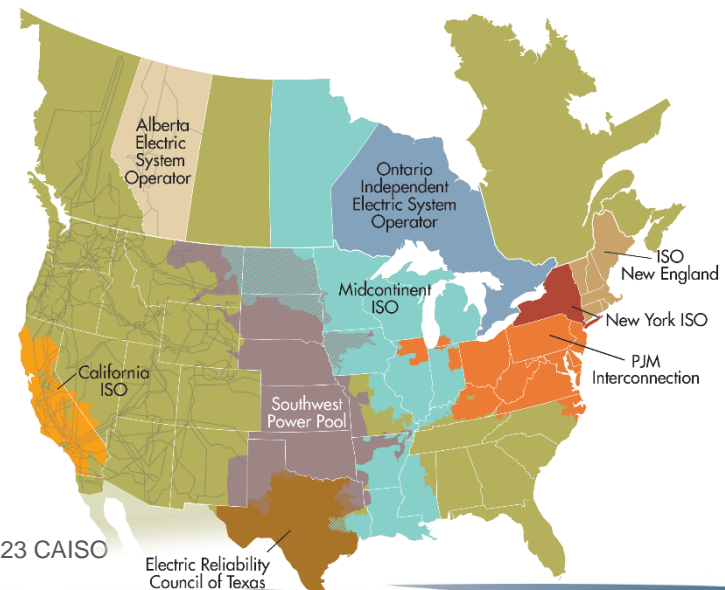 Alberta
Electric
System
Operator
Ontario
Independent
Electric System
Operator
ISO
New England
Midcontinent
ISO
New York ISO
PJM
Interconnection
California
ISO
Southwest
Power Pool
23 CAISO
Electric Reliability
Council of Texas